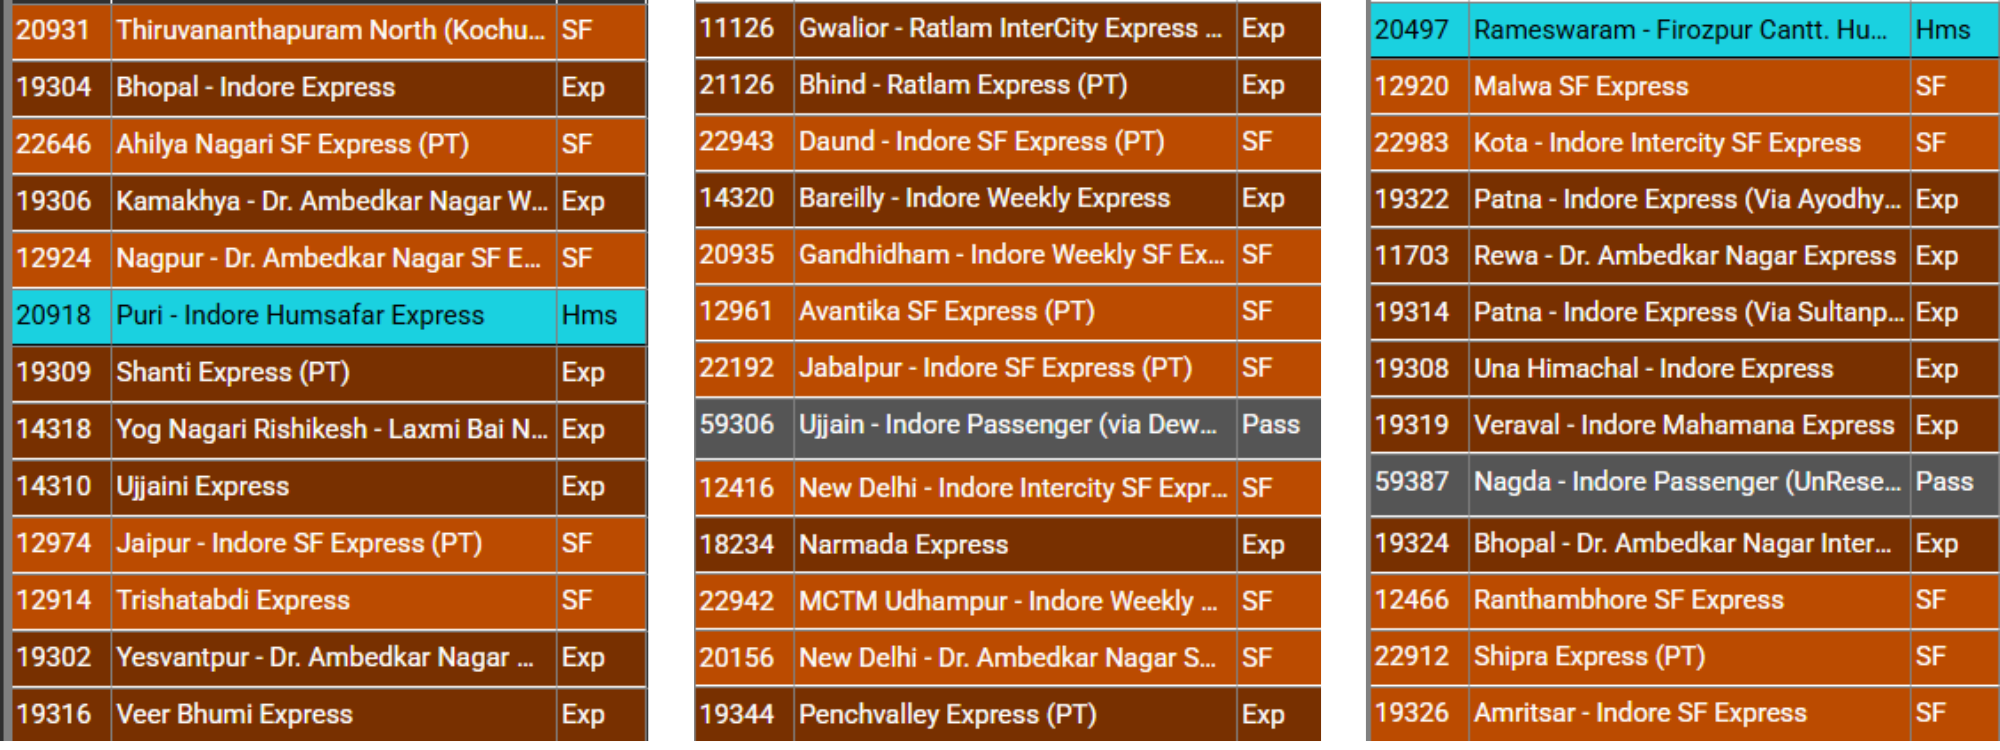 20931 Thiruvananthapuram North (Kochu... SF
19304 Bhopal - Indore Express Exp
22646 Ahilya Nagari SF Express (PT) SF
19306 Kamakhya - Dr. Ambedkar Nagar W... Exp
12924 Nagpur - Dr. Ambedkar Nagar SF E... SF
20918 Puri - Indore Humsafar Express Hms
19309 Shanti Express (PT) Exp
14318 Yog Nagari Rishikesh - Laxmi Bai N... Exp
14310 Ujjaini Express Exp
12974 Jaipur - Indore SF Express (PT) SF
12914 Trishatabdi Express SF
19302 Yesvantpur - Dr. Ambedkar Nagar ... Exp
19316 Veer Bhumi Express Exp
11126 Gwalior - Ratlam InterCity Express ... Exp
21126 Bhind - Ratlam Express (PT) Exp
22943 Daund - Indore SF Express (PT) SF
14320 Bareilly - Indore Weekly Express Exp
20935 Gandhidham - Indore Weekly SF Ex... SF
12961 Avantika SF Express (PT) SF
22192 Jabalpur - Indore SF Express (PT) SF
59306 Ujjain - Indore Passenger (via Dew... Pass
12416 New Delhi - Indore Intercity SF Expr... SF
18234 Narmada Express Exp
22942 MCTM Udhampur - Indore Weekly ... SF
20156 New Delhi - Dr. Ambedkar Nagar S... SF
19344 Penchvalley Express (PT) Exp
20497 Rameswaram - Firozpur Cantt. Hu... Hms
12920 Malwa SF Express SF
22983 Kota - Indore Intercity SF Express SF
19322 Patna - Indore Express (Via Ayodhy... Exp
11703 Rewa - Dr. Ambedkar Nagar Express Exp
19314 Patna - Indore Express (Via Sultanp... Exp
19308 Una Himachal - Indore Express Exp
19319 Veraval - Indore Mahamana Express Exp
59387 Nagda - Indore Passenger (UnRese... Pass
19324 Bhopal - Dr. Ambedkar Nagar Inter... Exp
12466 Ranthambhore SF Express SF
22912 Shipra Express (PT) SF
19326 Amritsar - Indore SF Express SF